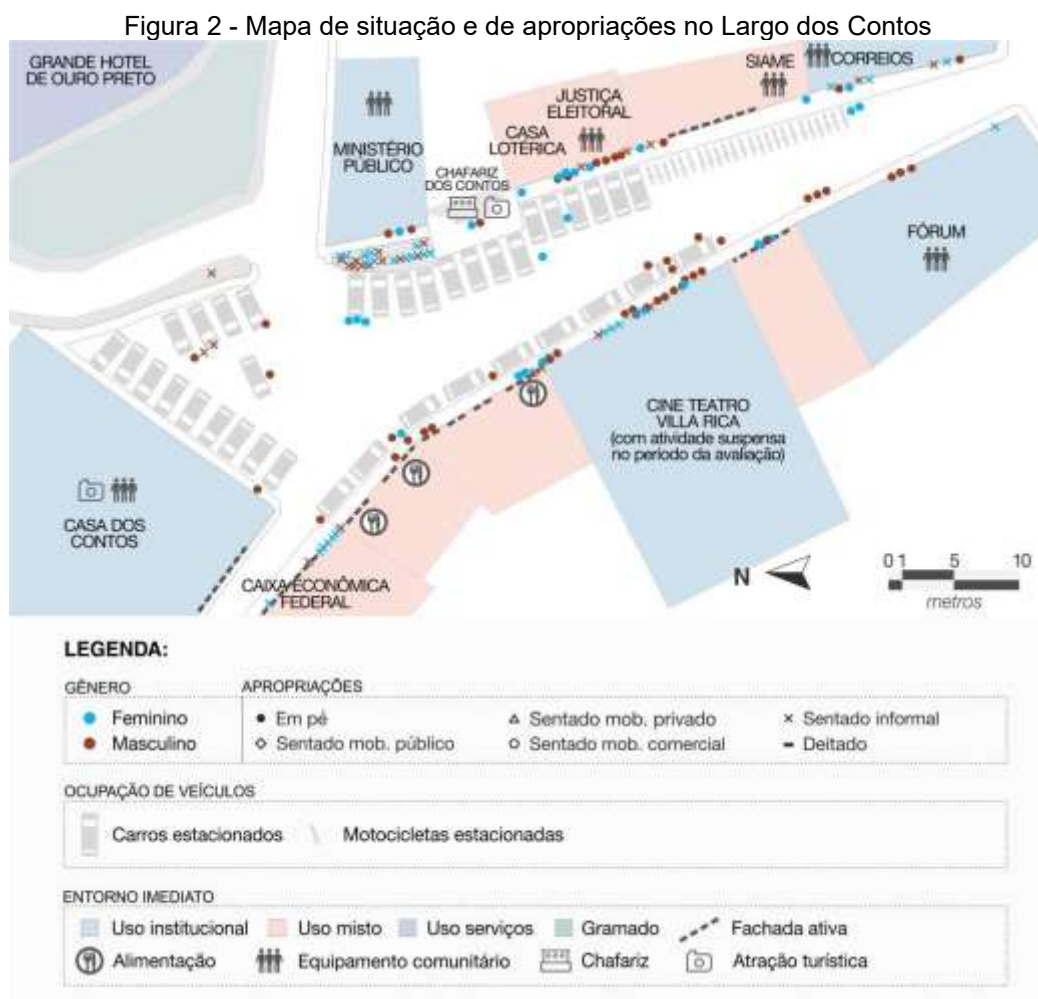 Figura 2 - Mapa de situação e de apropriações no Largo dos Contos
GRANDE HOTEL
DE OURO PRETO
MINISTÉRIO
PÚBLICO
CHAFARIZ
DOS CONTOS
CASA
LOTÉRICA
JUSTIÇA
ELEITORAL
SIAME
CORREIOS
FÓRUM
CINE TEATRO
VILLA RICA
(com atividade suspensa
no período da avaliação)
CASA DOS
CONTOS
CAIXA ECONÔMICA
FEDERAL
N
0 1 5 10
metros
LEGENDA:
GÊNERO
Feminino
Masculino
APROPRIAÇÕES
Em pé
Sentado mob. privado
Sentado informal
Sentado mob. público
Sentado mob. comercial
Deitado
OCUPAÇÃO DE VEÍCULOS
Carros estacionados
Motocicletas estacionadas
ENTORNO IMEDIATO
Uso institucional
Uso misto
Uso serviços
Gramado
Fachada ativa
Alimentação
Equipamento comunitário
Chafariz
Atração turística